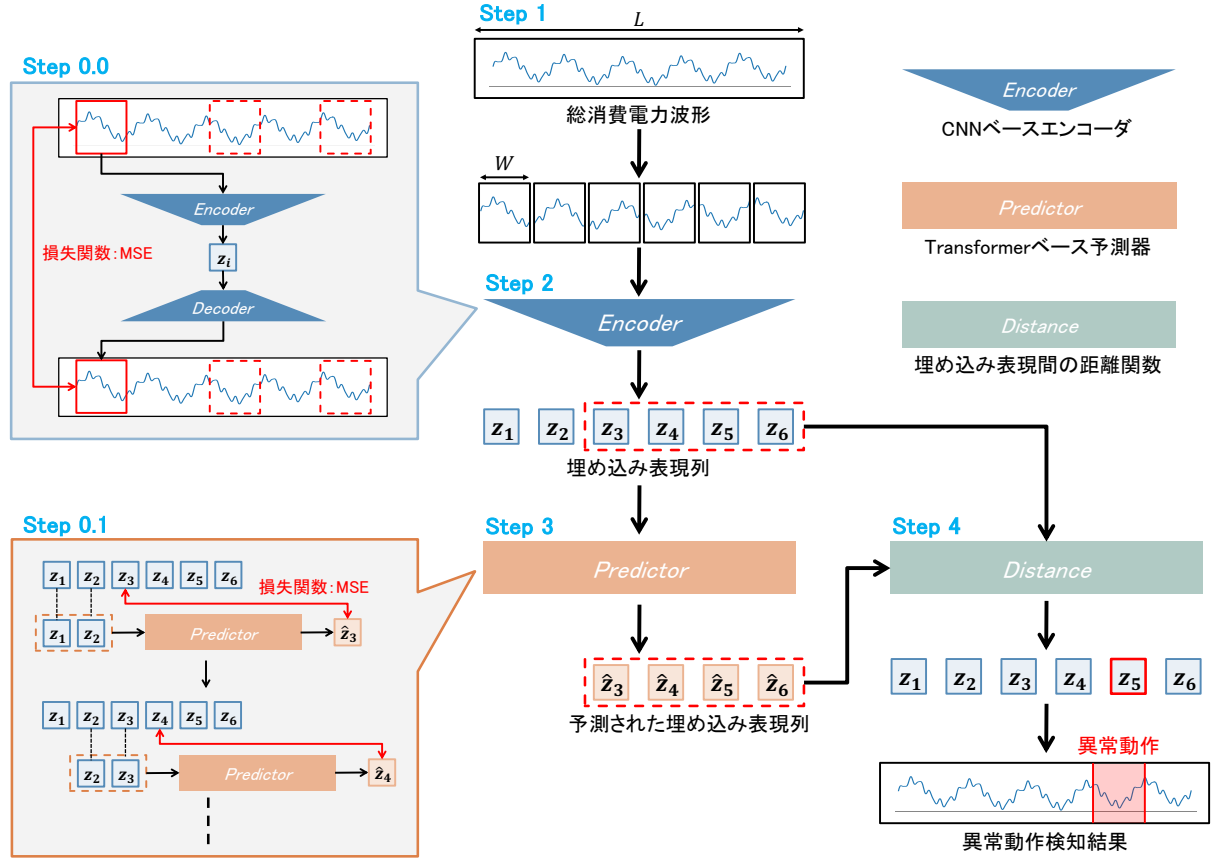 Step 1
L
総消費電力波形
W
Step 0.0
Encoder
z_i
Decoder
損失関数:MSE
Encoder
CNNベースエンコーダ
Predictor
Transformerベース予測器
Distance
埋め込み表現間の距離関数
Step 2
Encoder
z_1 z_2 z_3 z_4 z_5 z_6
埋め込み表現列
Step 3
Predictor
ẑ_3 ẑ_4 ẑ_5 ẑ_6
予測された埋め込み表現列
Step 4
Distance
z_1 z_2 z_3 z_4 z_5 z_6
異常動作
異常動作検知結果
Step 0.1
z_1 z_2 z_3 z_4 z_5 z_6
損失関数:MSE
z_1 z_2 Predictor ẑ_3
z_1 z_2 z_3 z_4 z_5 z_6
z_2 z_3 Predictor ẑ_4